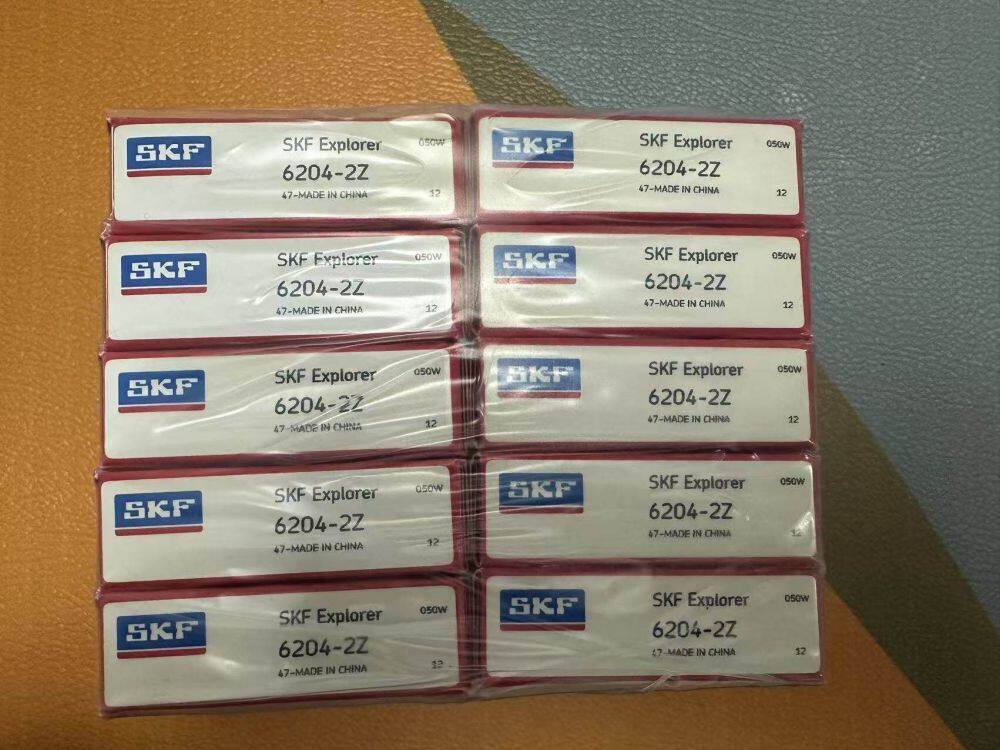 SKF
SKF Explorer 050W
6204-2Z
47-MADE IN CHINA 12
SKF
SKF Explorer 050W
6204-2Z
47-MADE IN CHINA 12
SKF
SKF Explorer 050W
6204-2Z
47-MADE IN CHINA 12
SKF
SKF Explorer 050W
6204-2Z
47-MADE IN CHINA 12
SKF
SKF Explorer 050W
6204-2Z
47-MADE IN CHINA 12
SKF
SKF Explorer 050W
6204-2Z
47-MADE IN CHINA 12
SKF
SKF Explorer 050W
6204-2Z
47-MADE IN CHINA 12
SKF
SKF Explorer 050W
6204-2Z
47-MADE IN CHINA 12
SKF
SKF Explorer 050W
6204-2Z
47-MADE IN CHINA 12
SKF
SKF Explorer 050W
6204-2Z
47-MADE IN CHINA 12